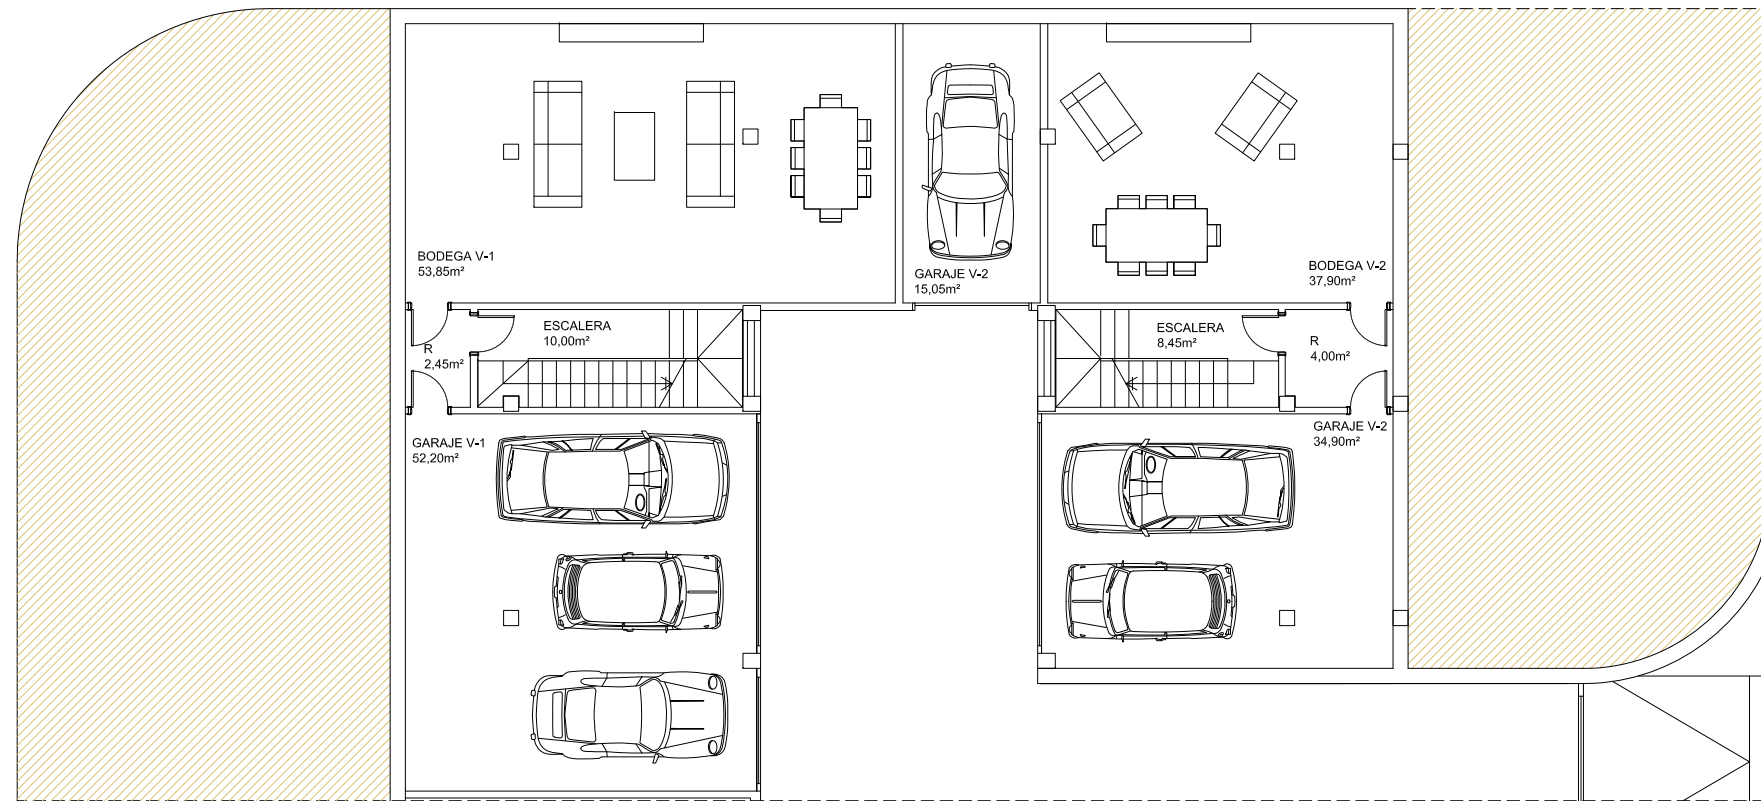 BODEGA V-1
53,85m²
GARAJE V-2
15,05m²
BODEGA V-2
37,90m²
ESCALERA
10,00m²
R
2,45m²
ESCALERA
8,45m²
R
4,00m²
GARAJE V-1
52,20m²
GARAJE V-2
34,90m²